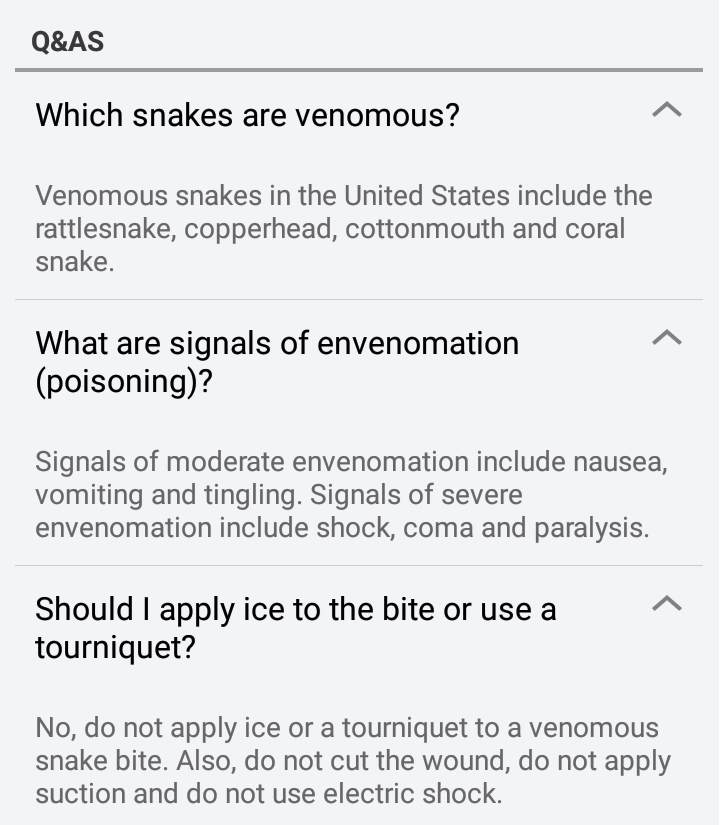 Q&AS
Which snakes are venomous?
Venomous snakes in the United States include the
rattlesnake, copperhead, cottonmouth and coral
snake.
What are signals of envenomation
(poisoning)?
Signals of moderate envenomation include nausea,
vomiting and tingling. Signals of severe
envenomation include shock, coma and paralysis.
Should I apply ice to the bite or use a
tourniquet?
No, do not apply ice or a tourniquet to a venomous
snake bite. Also, do not cut the wound, do not apply
suction and do not use electric shock.